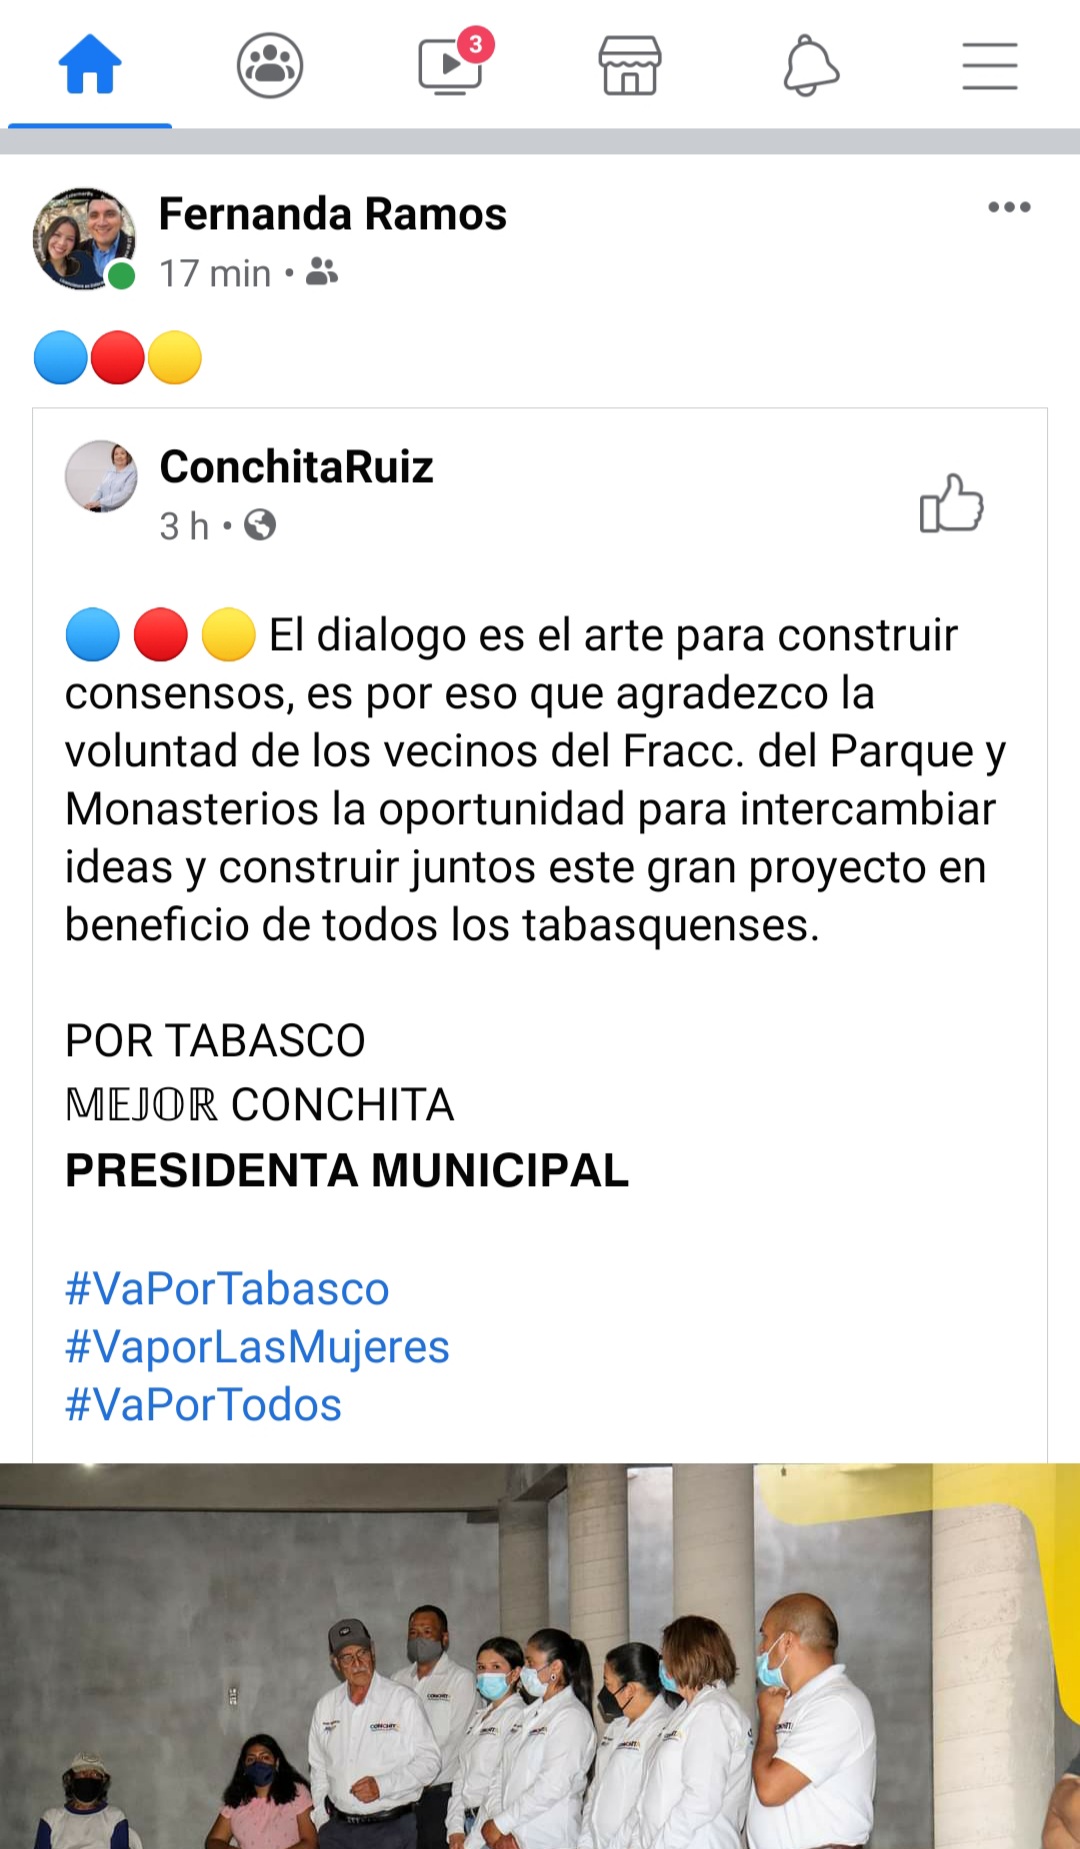 3
Fernanda Ramos
17 min •
ConchitaRuiz
3 h •
🔵 🔴 🟡 El dialogo es el arte para construir
consensos, es por eso que agradezco la
voluntad de los vecinos del Fracc. del Parque y
Monasterios la oportunidad para intercambiar
ideas y construir juntos este gran proyecto en
beneficio de todos los tabasquenses.
POR TABASCO
𝕄𝔼𝕁𝕆ℝ CONCHITA
PRESIDENTA MUNICIPAL
#VaPorTabasco
#VaporLasMujeres
#VaPorTodos